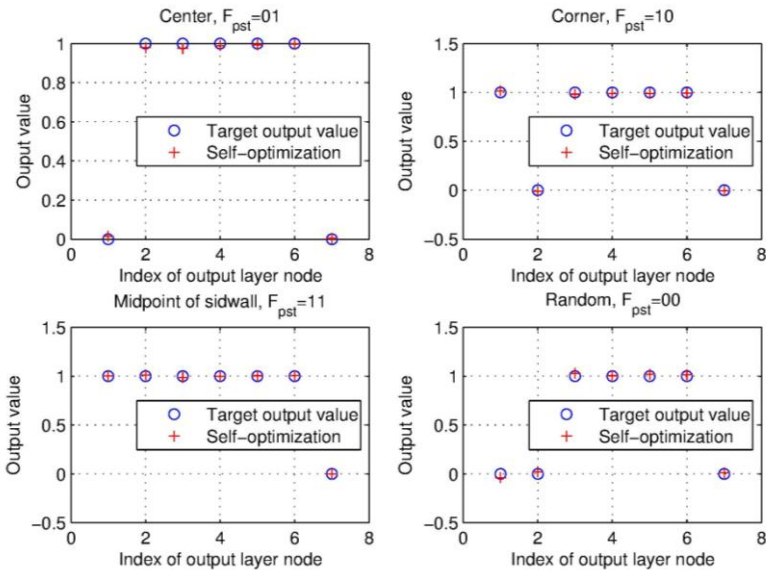 Center, F_pst=01
1
0.8
0.6
0.4
0.2
0
Ouput value
Target output value
Self-optimization
0 2 4 6 8
Index of output layer node
Corner, F_pst=10
1.5
1
0.5
0
-0.5
Ouput value
Target output value
Self-optimization
0 2 4 6 8
Index of output layer node
Midpoint of sidwall, F_pst=11
1.5
1
0.5
0
-0.5
Output value
Target output value
Self-optimization
0 2 4 6 8
Index of output layer node
Random, F_pst=00
1.5
1
0.5
0
-0.5
Output value
Target output value
Self-optimization
0 2 4 6 8
Index of output layer node